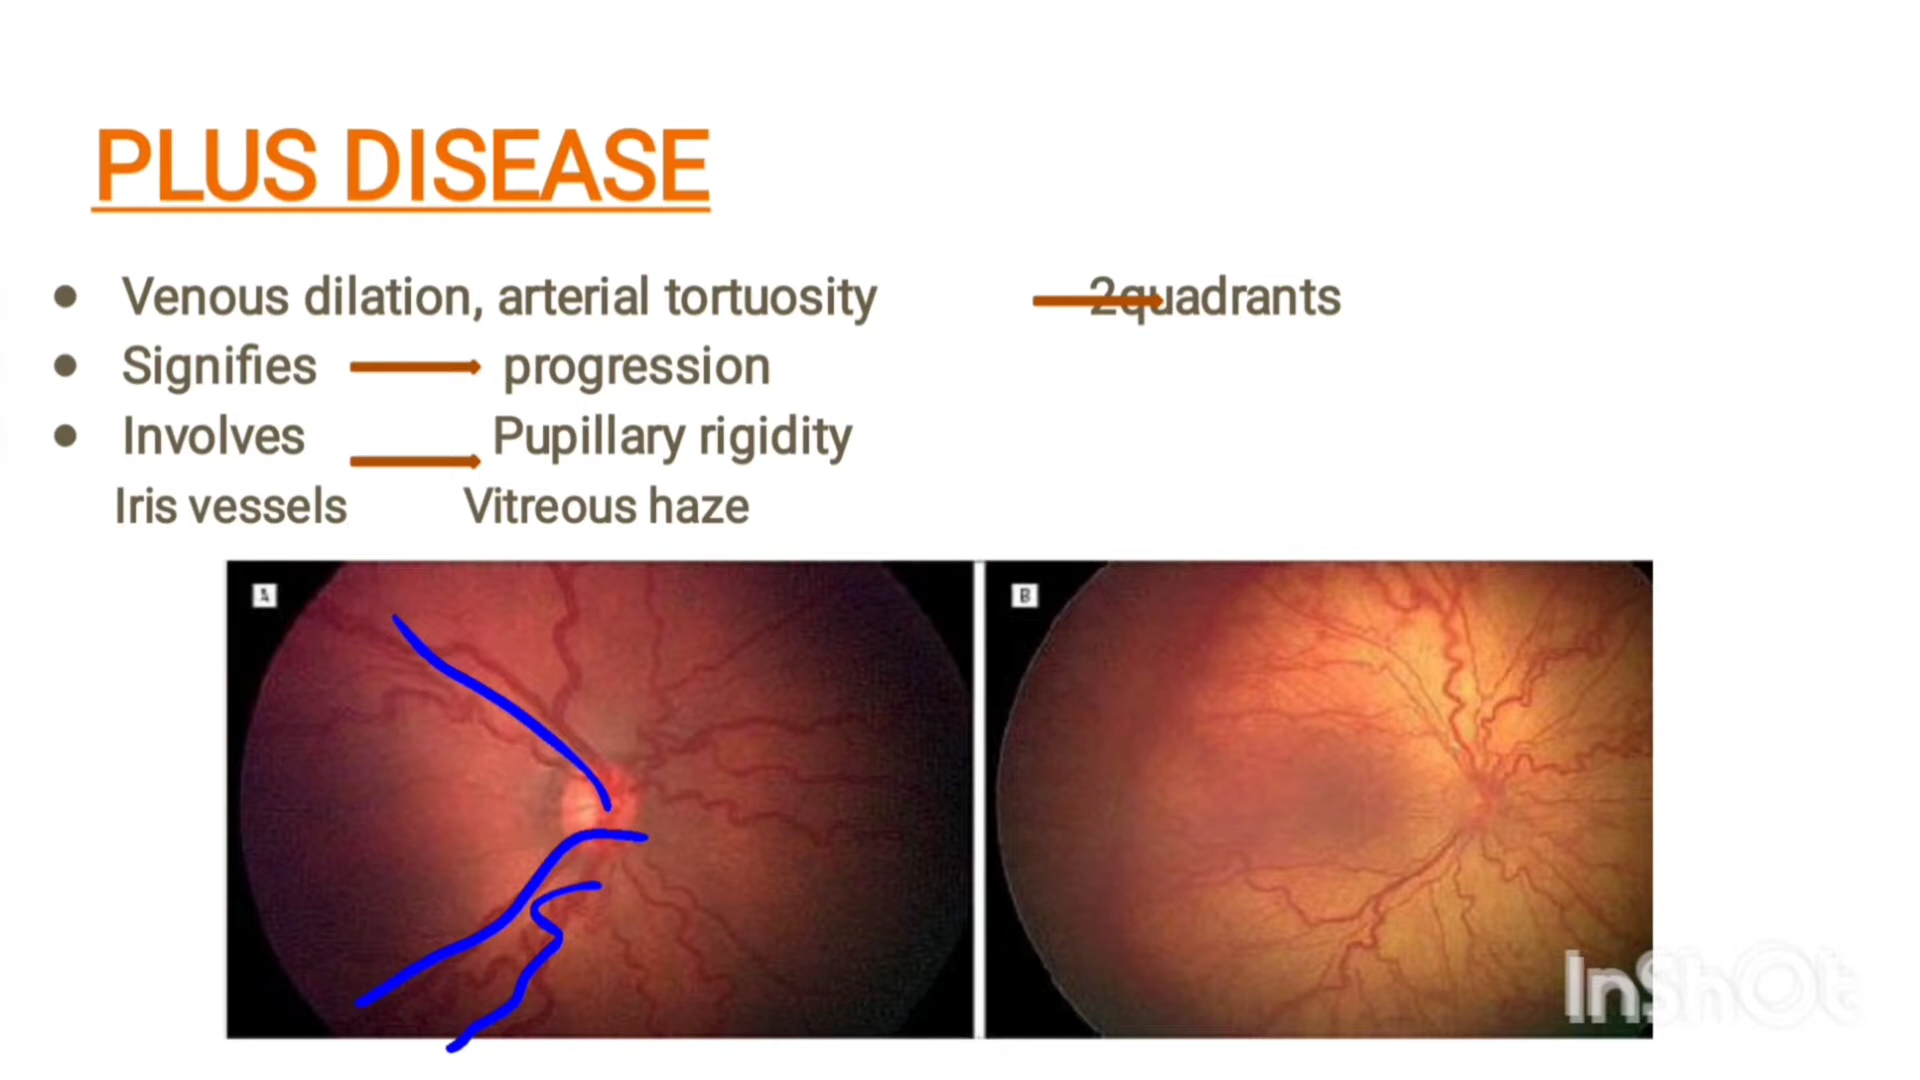 PLUS DISEASE
Venous dilation, arterial tortuosity 2quadrants
Signifies progression
Involves Pupillary rigidity
Iris vessels Vitreous haze
A B
InShOt